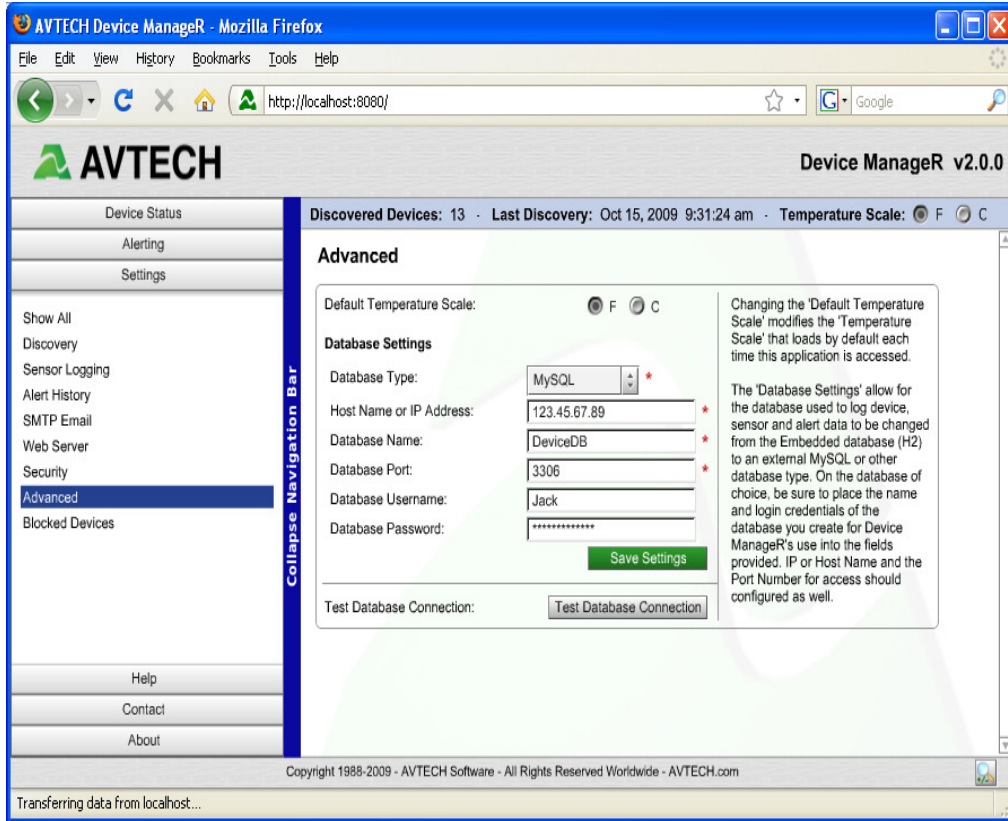 AVTECH Device ManageR - Mozilla Firefox
File Edit View History Bookmarks Tools Help
http://localhost:8080/
G Google
AVTECH
Device ManageR v2.0.0
Device Status
Alerting
Settings
Show All
Discovery
Sensor Logging
Alert History
SMTP Email
Web Server
Security
Advanced
Blocked Devices
Help
Contact
About
Collapse Navigation Bar
Discovered Devices: 13 · Last Discovery: Oct 15, 2009 9:31:24 am · Temperature Scale: F C
Advanced
Default Temperature Scale: F C
Database Settings
Database Type: MySQL *
Host Name or IP Address: 123.45.67.89 *
Database Name: DeviceDB *
Database Port: 3306 *
Database Username: Jack
Database Password: *************
Save Settings
Test Database Connection: Test Database Connection
Changing the 'Default Temperature
Scale' modifies the 'Temperature
Scale' that loads by default each
time this application is accessed.
The 'Database Settings' allow for
the database used to log device,
sensor and alert data to be changed
from the Embedded database (H2)
to an external MySQL or other
database type. On the database of
choice, be sure to place the name
and login credentials of the
database you create for Device
ManageR's use into the fields
provided. IP or Host Name and the
Port Number for access should
configured as well.
Copyright 1988-2009 - AVTECH Software - All Rights Reserved Worldwide - AVTECH.com
Transferring data from localhost...